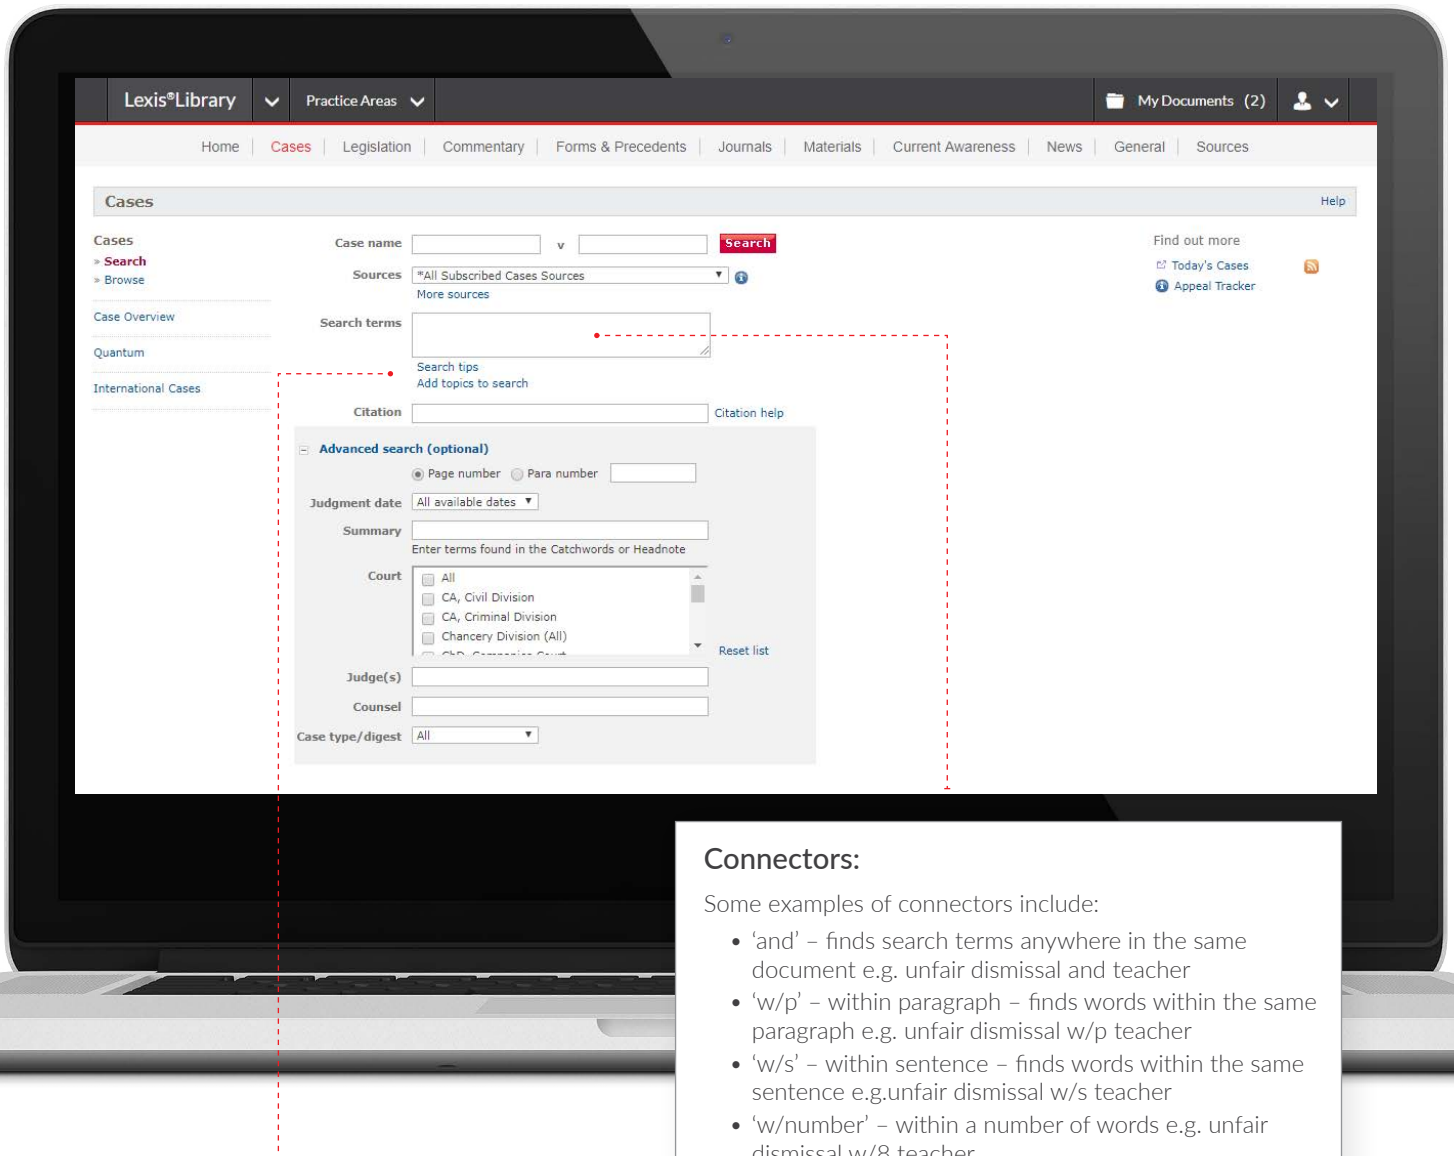 Lexis®Library
Practice Areas
My Documents (2)
Home
Cases
Legislation
Commentary
Forms & Precedents
Journals
Materials
Current Awareness
News
General
Sources
Cases
Help
Cases
» Search
» Browse
Case Overview
Quantum
International Cases
Case name
v
Search
Sources
*All Subscribed Cases Sources
More sources
Search terms
Search tips
Add topics to search
Citation
Citation help
Advanced search (optional)
Page number
Para number
Judgment date
All available dates
Summary
Enter terms found in the Catchwords or Headnote
Court
All
CA, Civil Division
CA, Criminal Division
Chancery Division (All)
ChD, Companies Court
Reset list
Judge(s)
Counsel
Case type/digest
All
Find out more
Today's Cases
Appeal Tracker
Connectors:
Some examples of connectors include:
• ‘and’ – finds search terms anywhere in the same
document e.g. unfair dismissal and teacher
• ‘w/p’ – within paragraph – finds words within the same
paragraph e.g. unfair dismissal w/p teacher
• ‘w/s’ – within sentence – finds words within the same
sentence e.g.unfair dismissal w/s teacher
• ‘w/number’ – within a number of words e.g. unfair
dismissal w/8 teacher